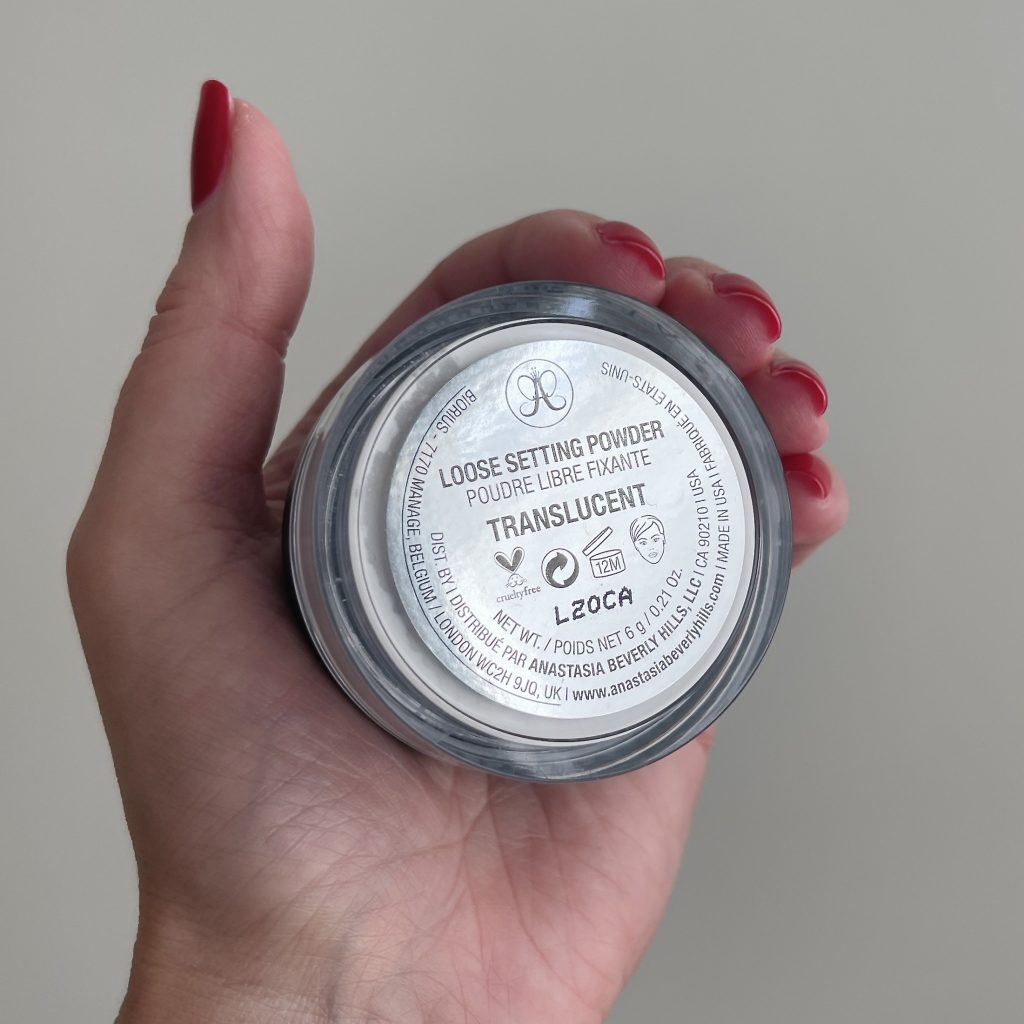 LOOSE SETTING POWDER
POUDRE LIBRE FIXANTE
TRANSLUCENT
crueltyfree
12M
LZOCA
NET WT. / POIDS NET 6 g / 0.21 Oz.
DIST. BY I DISTRIBUÉ PAR ANASTASIA BEVERLY HILLS, LLC I CA 90210 I USA
BIORIUS - 7170 MANAGE, BELGIUM / LONDON WC2H 9JQ, UK I www.anastasiabeverlyhills.com I MADE IN USA I FABRIQUÉ EN ÉTATS-UNIS